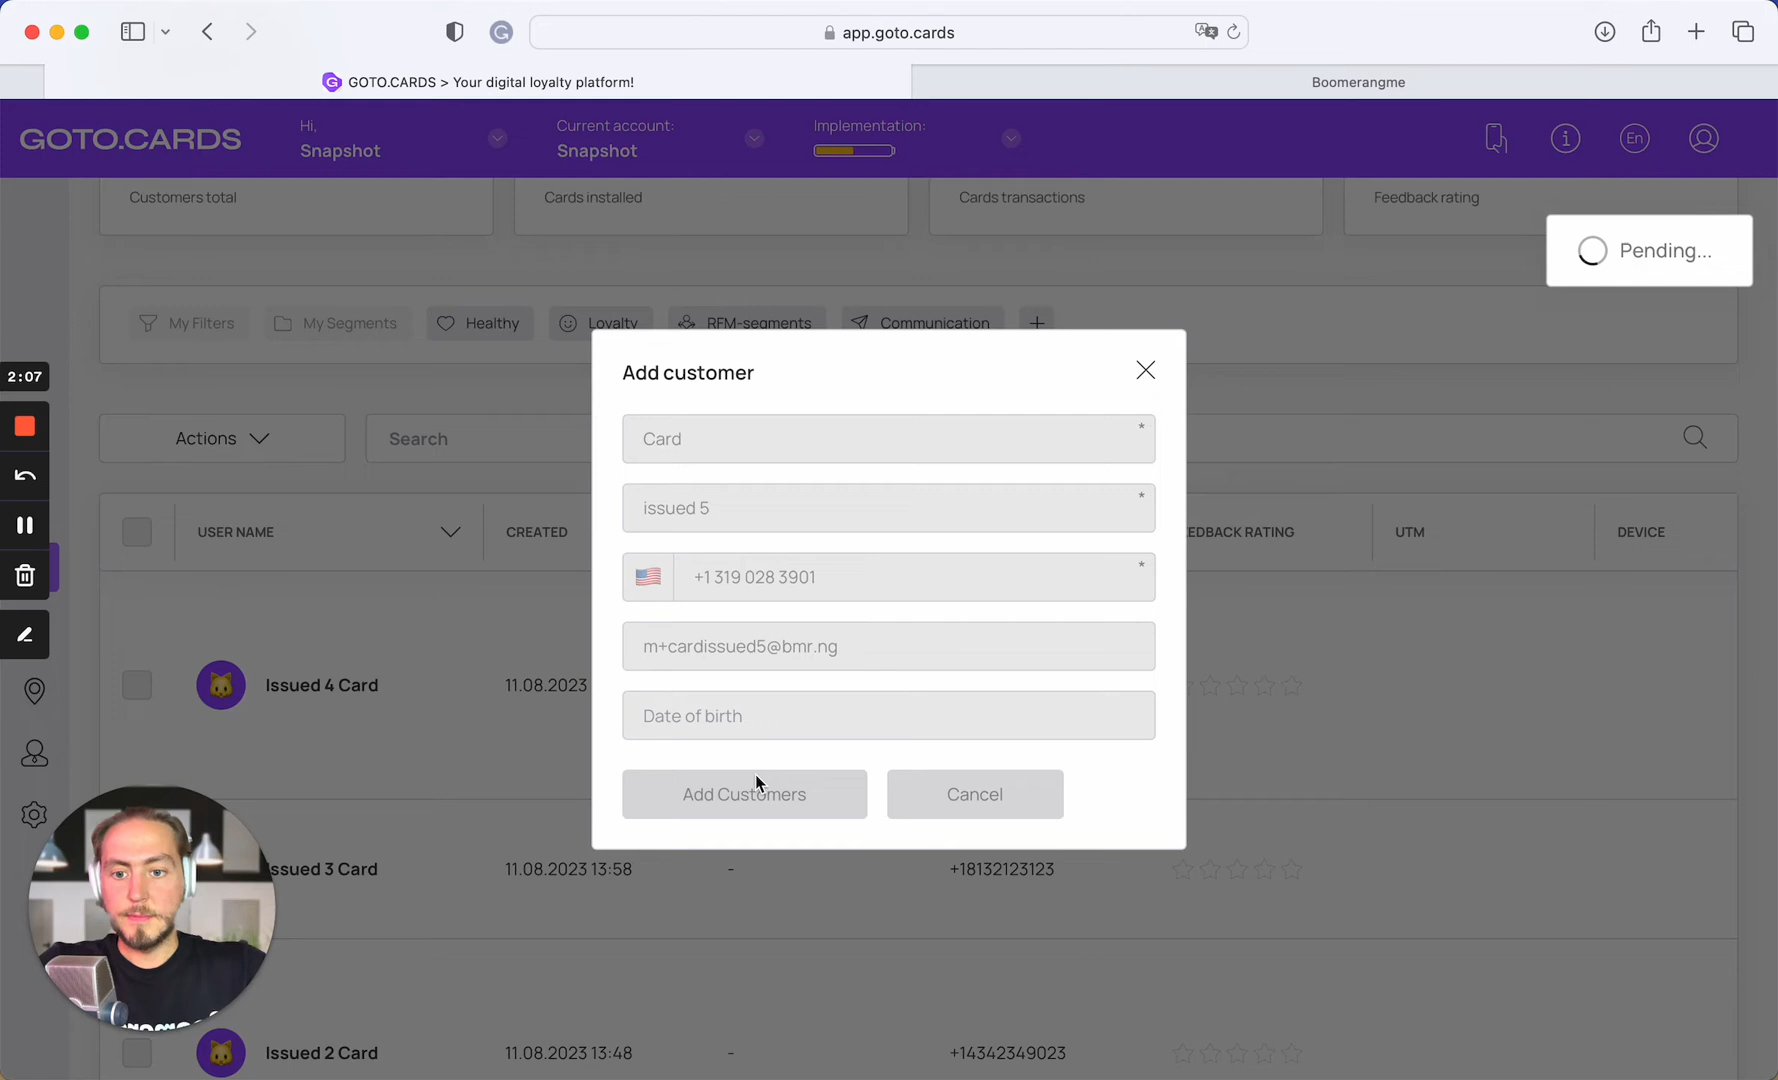 app.goto.cards
GOTO.CARDS > Your digital loyalty platform!
Boomerangme
GOTO.CARDS
Hi,
Snapshot
Current account:
Snapshot
Implementation:
En
Customers total
Cards installed
Cards transactions
Feedback rating
Pending...
My Filters
My Segments
Healthy
Loyalty
RFM-segments
Communication
2:07
Add customer
Actions
Search
Card
*
issued 5
*
USER NAME
CREATED
EDBACK RATING
UTM
DEVICE
+1 319 028 3901
*
m+cardissued5@bmr.ng
Issued 4 Card
11.08.2023
Date of birth
Add Customers
Cancel
ssued 3 Card
11.08.2023 13:58
-
+18132123123
Issued 2 Card
11.08.2023 13:48
-
+14342349023